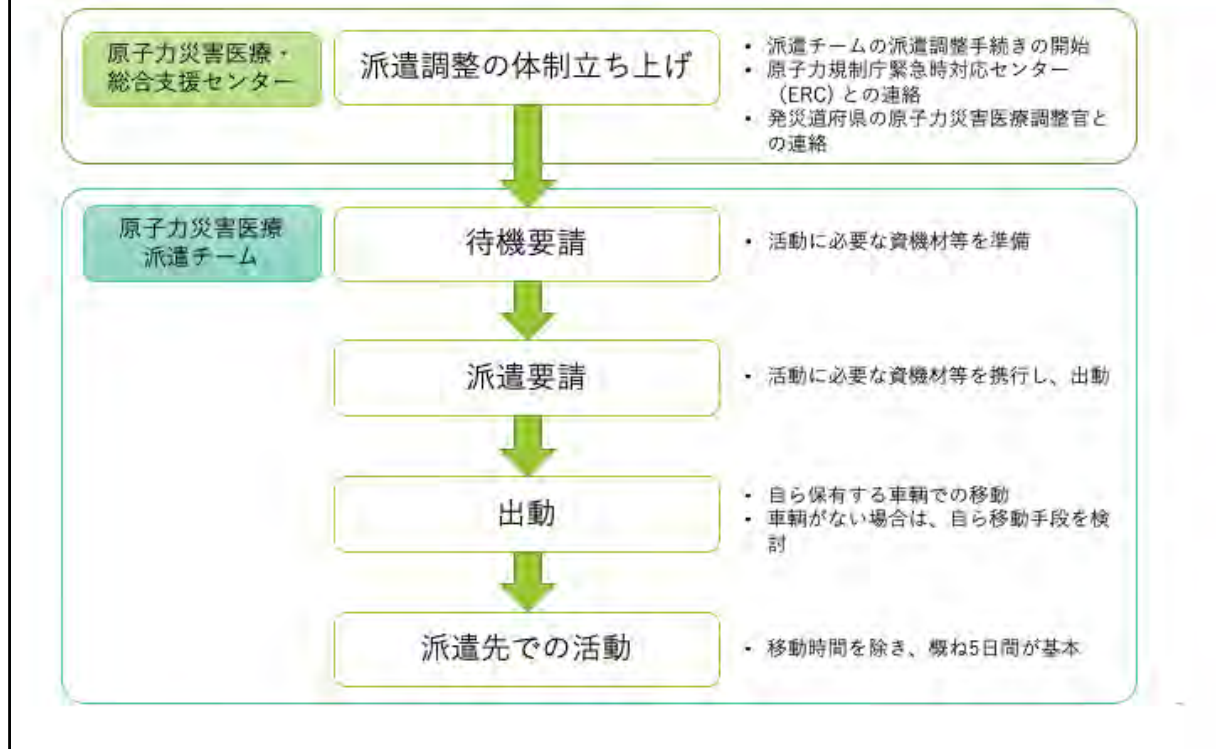 原子力災害医療・
総合支援センター
派遣調整の体制立ち上げ
• 派遣チームの派遣調整手続きの開始
• 原子力規制庁緊急時対応センター
（ERC）との連絡
• 発災道府県の原子力災害医療調整官と
の連絡
原子力災害医療
派遣チーム
待機要請
• 活動に必要な資機材等を準備
派遣要請
• 活動に必要な資機材等を携行し、出動
出動
• 自ら保有する車輌での移動
• 車輌がない場合は、自ら移動手段を検
討
派遣先での活動
• 移動時間を除き、概ね5日間が基本